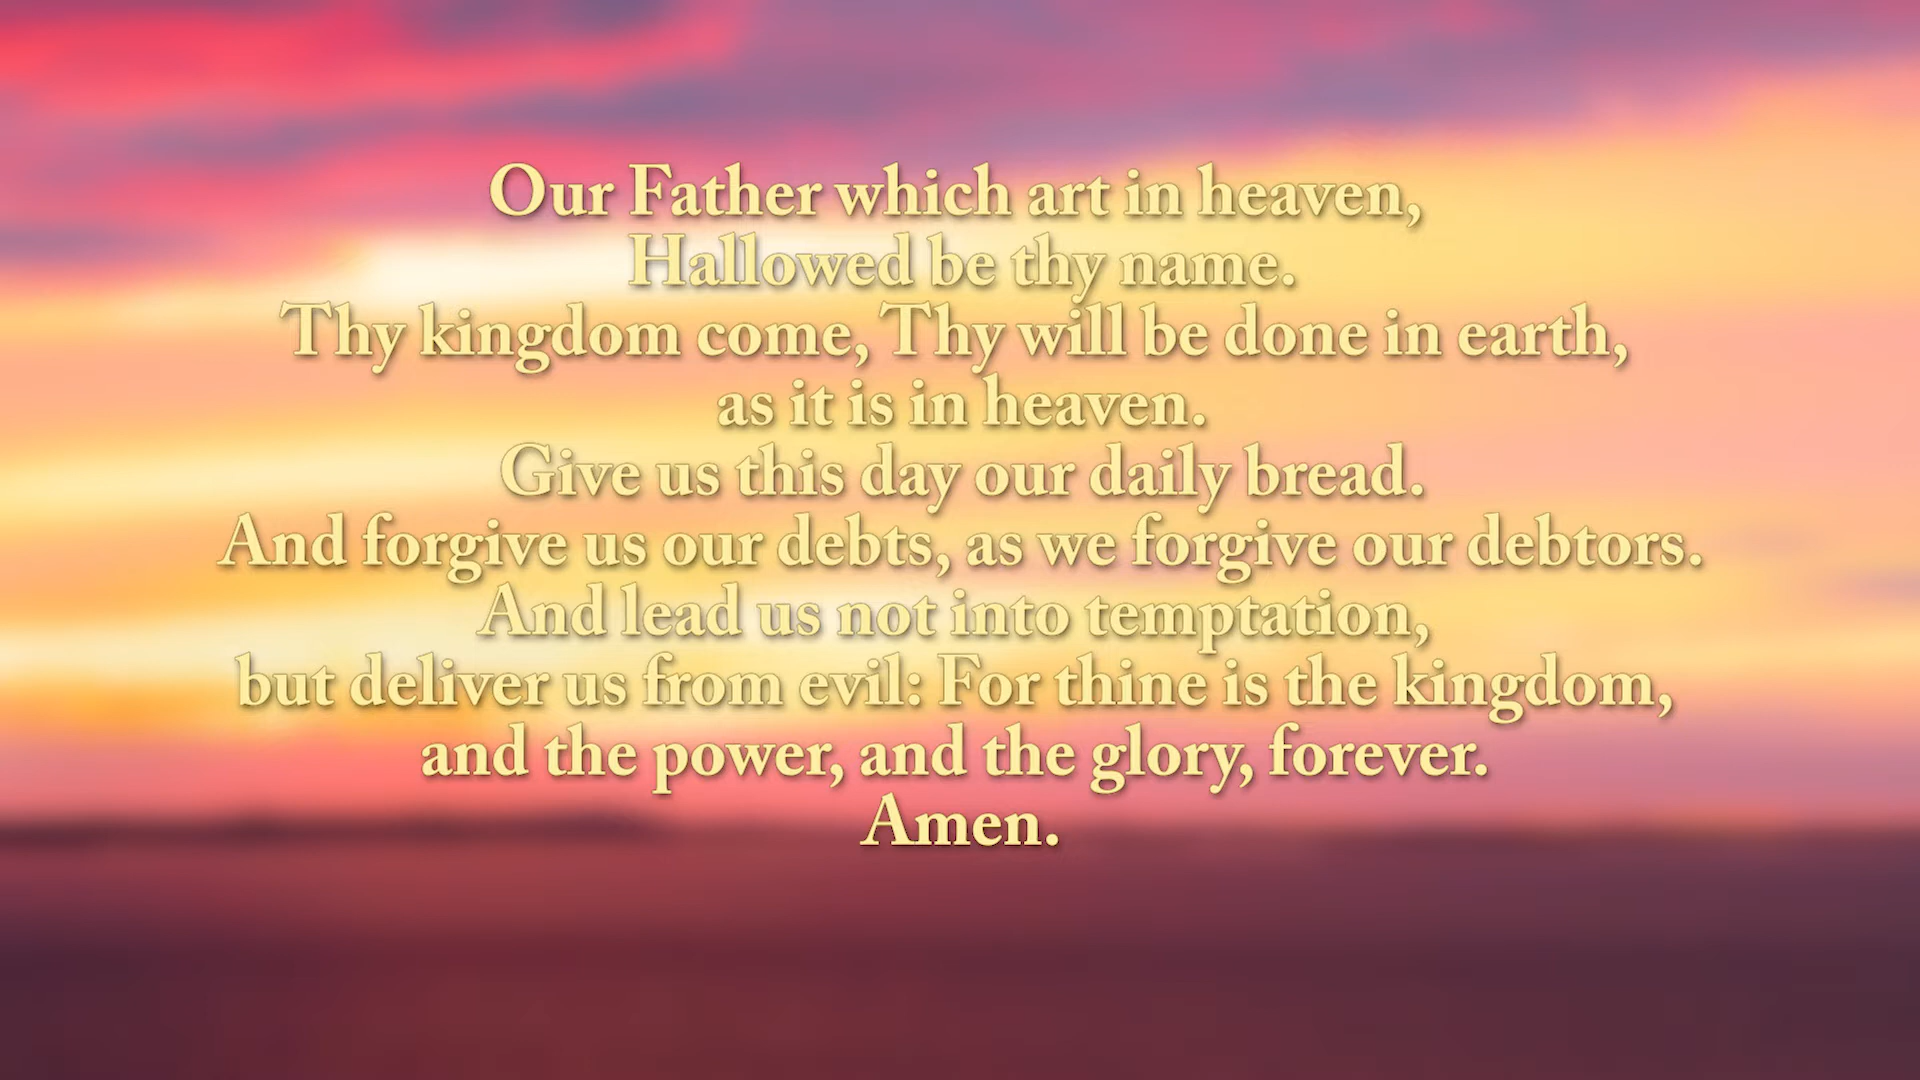 Our Father which art in heaven,
Hallowed be thy name.
Thy kingdom come, Thy will be done in earth,
as it is in heaven.
Give us this day our daily bread.
And forgive us our debts, as we forgive our debtors.
And lead us not into temptation,
but deliver us from evil: For thine is the kingdom,
and the power, and the glory, forever.
Amen.